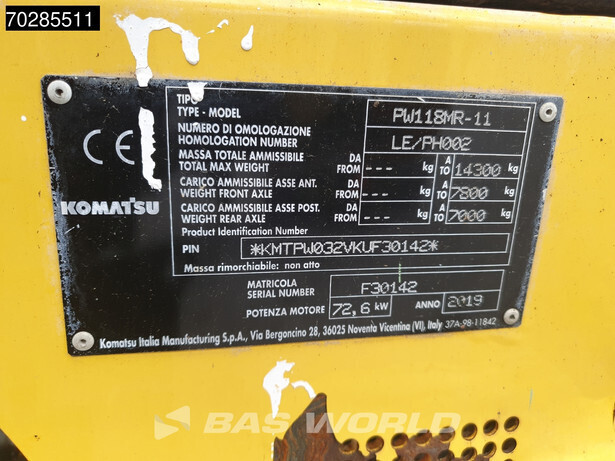 70285511
TIPO
TYPE - MODEL PW118MR-11
NUMERO DI OMOLOGAZIONE
HOMOLOGATION NUMBER LE/PH002
MASSA TOTALE AMMISSIBILE DA A
TOTAL MAX WEIGHT FROM --- kg TO 14300 kg
CARICO AMMISSIBILE ASSE ANT. DA A
WEIGHT FRONT AXLE FROM --- kg TO 7800 kg
CARICO AMMISSIBILE ASSE POST. DA A
WEIGHT REAR AXLE FROM --- kg TO 7000 kg
Product Identification Number
PIN *KMTPW032VKUF30142*
Massa rimorchiabile: non atto
CE
KOMATSU
MATRICOLA
SERIAL NUMBER F30142
POTENZA MOTORE 72,6 kW ANNO 2019
Komatsu Italia Manufacturing S.p.A., Via Bergoncino 28, 36025 Noventa Vicentina (VI), Italy 37A-98-11842
BAS WORLD